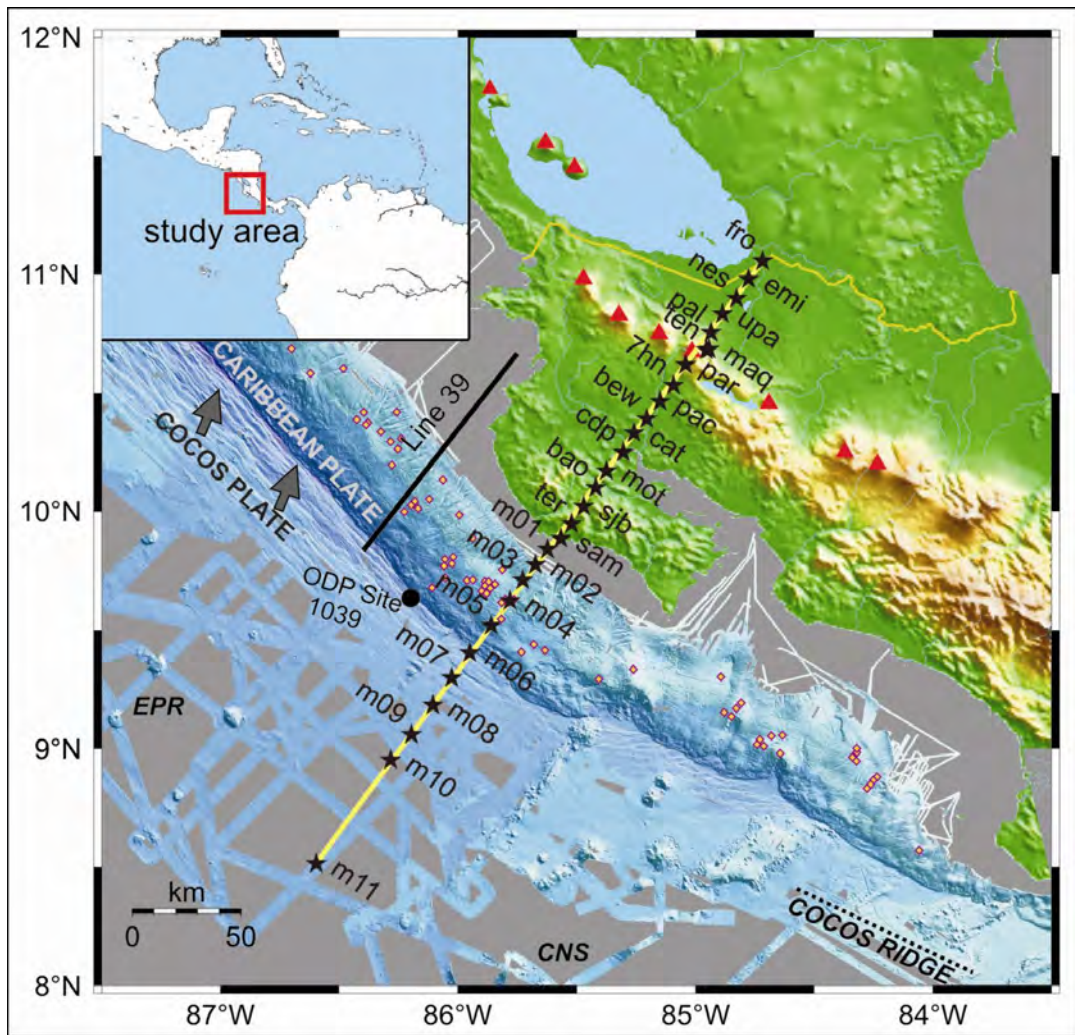 12°N
11°N
10°N
9°N
8°N
87°W
86°W
85°W
84°W
study area
fro
nes
emi
pal
upa
ten
maq
7hn
par
bew
pac
cdp
cat
bao
mot
ter
sjb
m01
sam
m03
m02
m05
m04
m07
m06
m09
m08
m10
m11
Line 39
CARIBBEAN PLATE
COCOS PLATE
ODP Site
1039
EPR
CNS
COCOS RIDGE
km
0 50